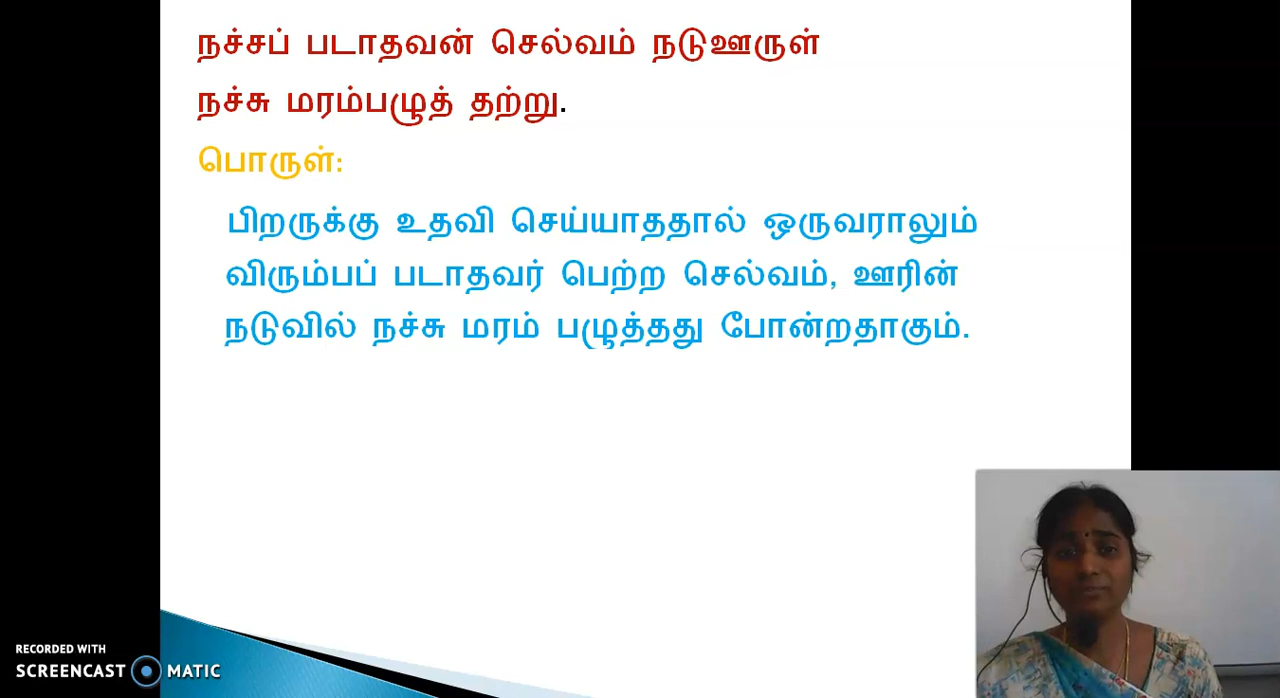 நச்சப் படாதவன் செல்வம் நடுஊருள்
நச்சு மரம்பழுத் தற்று.
பொருள்:
பிறருக்கு உதவி செய்யாததால் ஒருவராலும்
விரும்பப் படாதவர் பெற்ற செல்வம், ஊரின்
நடுவில் நச்சு மரம் பழுத்தது போன்றதாகும்.
RECORDED WITH
SCREENCAST MATIC